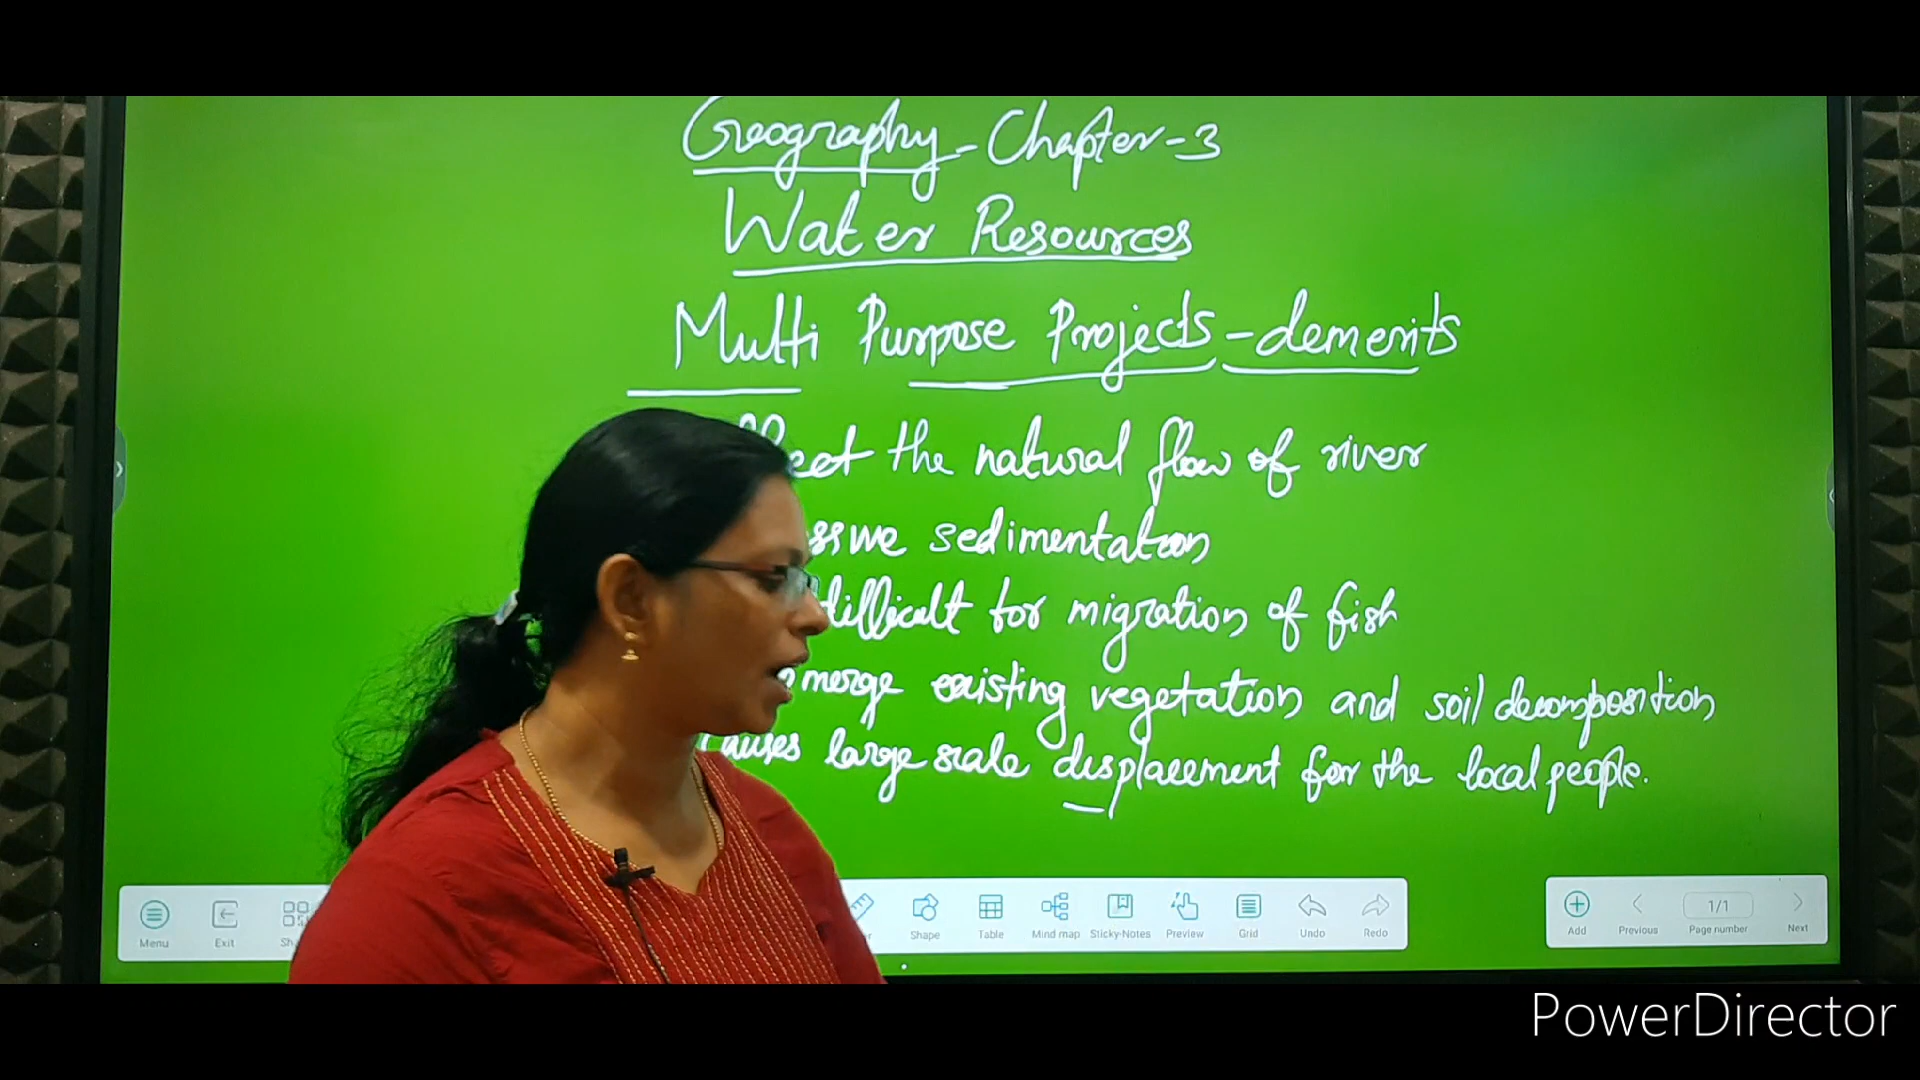 Geography - Chapter - 3
Water Resources
Multi Purpose Projects - demerits
the natural flow of river
sedimentation
difficult for migration of fish
merge existing vegetation and soil decomposition
causes large scale displacement for the local people.
Menu Exit Shape Table Mind map Sticky-Notes Preview Grid Undo Redo Add Previous 1/1 Page number Next
PowerDirector